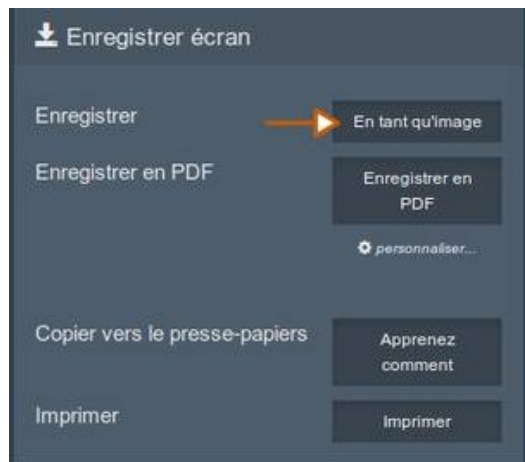 Enregistrer écran
Enregistrer
En tant qu'image
Enregistrer en PDF
Enregistrer en
PDF
personnaliser...
Copier vers le presse-papiers
Apprenez
comment
Imprimer
Imprimer